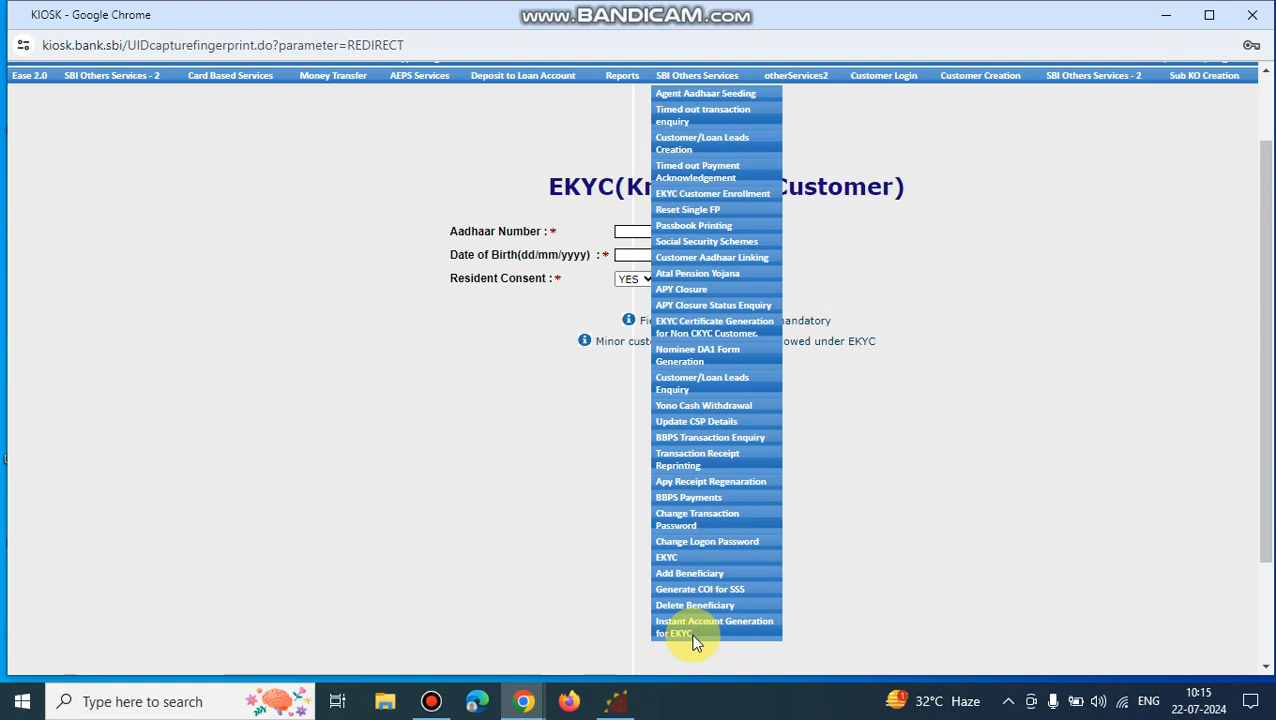 KIOSK - Google Chrome
www.BANDICAM.com
kiosk.bank.sbi/UIDcapturefingerprint.do?parameter=REDIRECT
Ease 2.0 SBI Others Services - 2 Card Based Services Money Transfer AEPS Services Deposit to Loan Account Reports SBI Others Services otherServices2 Customer Login Customer Creation SBI Others Services - 2 Sub KO Creation
Agent Aadhaar Seeding
Timed out transaction
enquiry
Customer/Loan Leads
Creation
Timed out Payment
Acknowledgement
EKYC Customer Enrollment
Reset Single FP
Passbook Printing
Social Security Schemes
Customer Aadhaar Linking
Atal Pension Yojana
APY Closure
APY Closure Status Enquiry
EKYC Certificate Generation
for Non CKYC Customer.
Nominee DA1 Form
Generation
Customer/Loan Leads
Enquiry
Yono Cash Withdrawal
Update CSP Details
BBPS Transaction Enquiry
Transaction Receipt
Reprinting
Apy Receipt Regenaration
BBPS Payments
Change Transaction
Password
Change Logon Password
EKYC
Add Beneficiary
Generate COI for SSS
Delete Beneficiary
Instant Account Generation
for EKYC
EKYC(Kn Customer)
Aadhaar Number : *
Date of Birth(dd/mm/yyyy) : *
Resident Consent : * YES
mandatory
Minor under EKYC
Type here to search
32°C Haze
ENG
10:15
22-07-2024